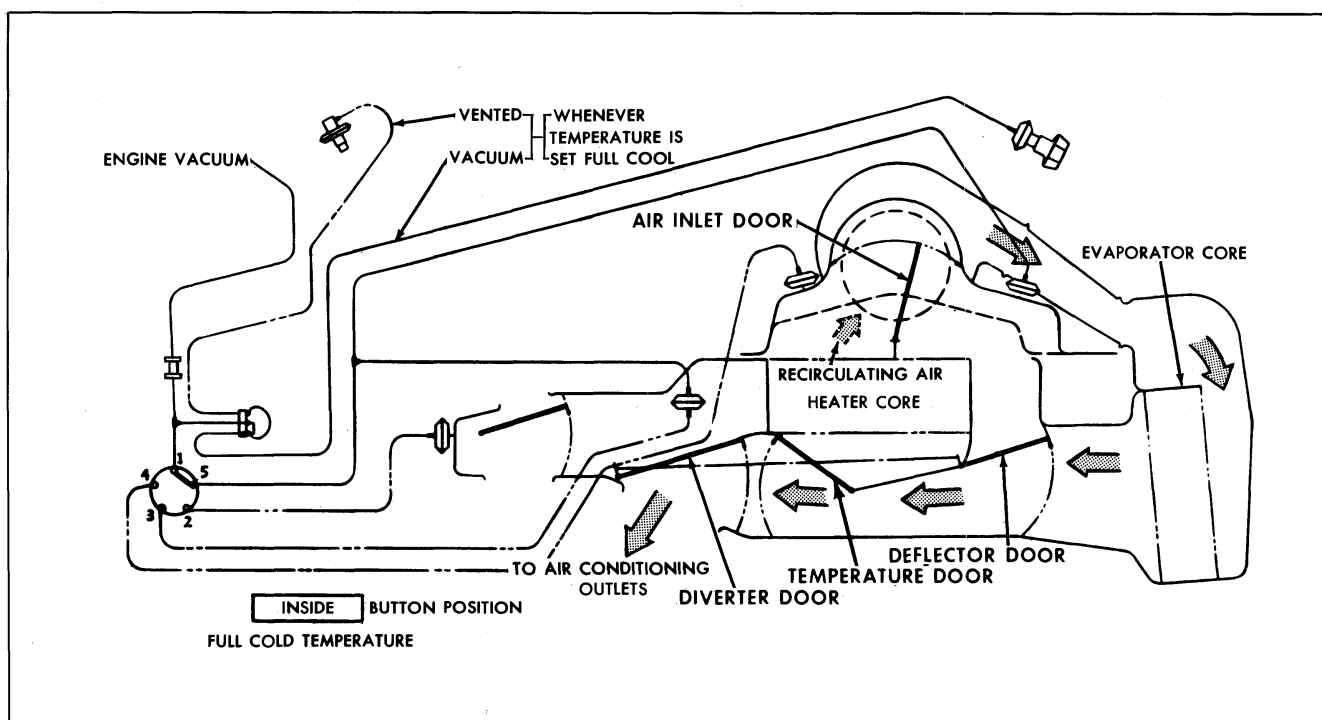 VENTED
WHENEVER
TEMPERATURE IS
VACUUM
SET FULL COOL
ENGINE VACUUM
AIR INLET DOOR
EVAPORATOR CORE
RECIRCULATING AIR
HEATER CORE
1
4
5
3
2
DEFLECTOR DOOR
TEMPERATURE DOOR
DIVERTER DOOR
TO AIR CONDITIONING
OUTLETS
INSIDE BUTTON POSITION
FULL COLD TEMPERATURE